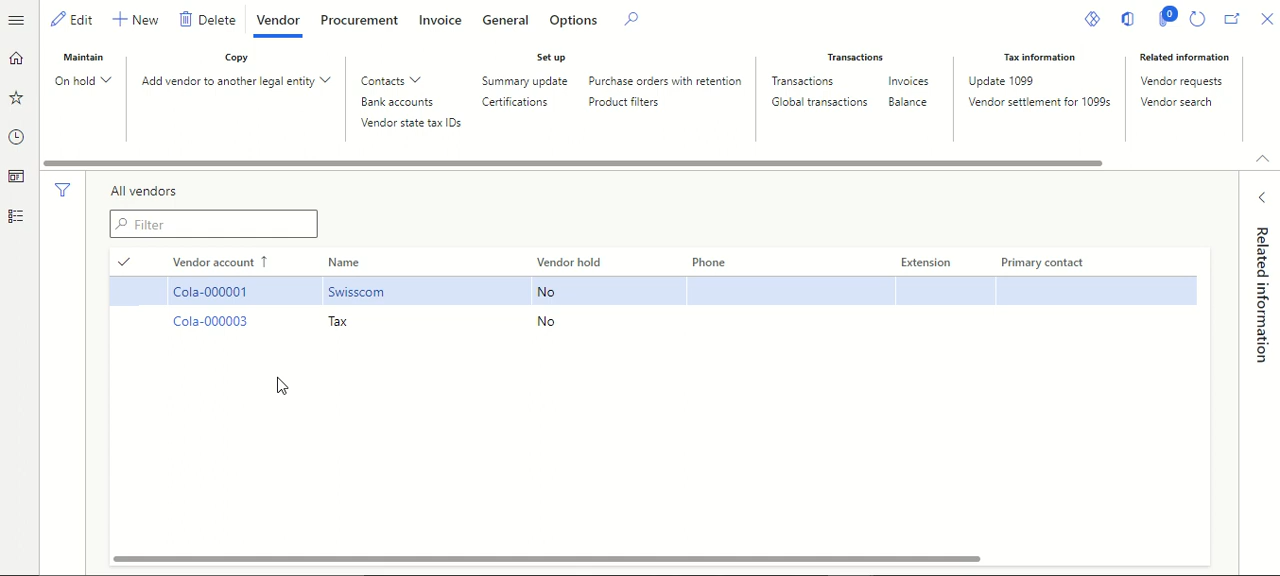 Edit New Delete Vendor Procurement Invoice General Options 0
Maintain Copy Set up Transactions Tax information Related information
On hold Add vendor to another legal entity Contacts Summary update Purchase orders with retention Transactions Invoices Update 1099 Vendor requests
Bank accounts Certifications Product filters Global transactions Balance Vendor settlement for 1099s Vendor search
Vendor state tax IDs
All vendors
Filter
Vendor account ↑ Name Vendor hold Phone Extension Primary contact
Cola-000001 Swisscom No
Cola-000003 Tax No
Related information